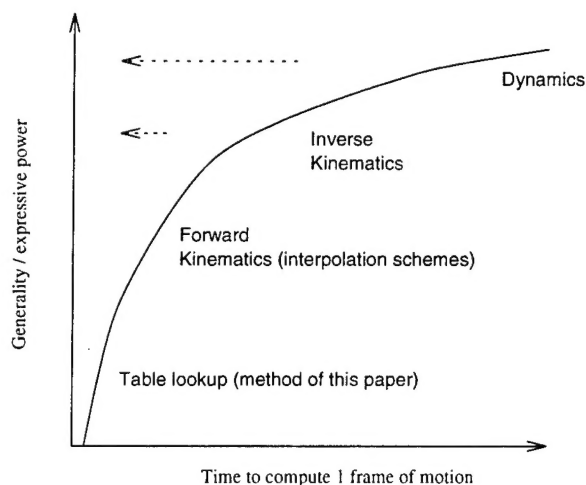 Dynamics
Inverse
Kinematics
Forward
Kinematics (interpolation schemes)
Table lookup (method of this paper)
Generality / expressive power
Time to compute 1 frame of motion